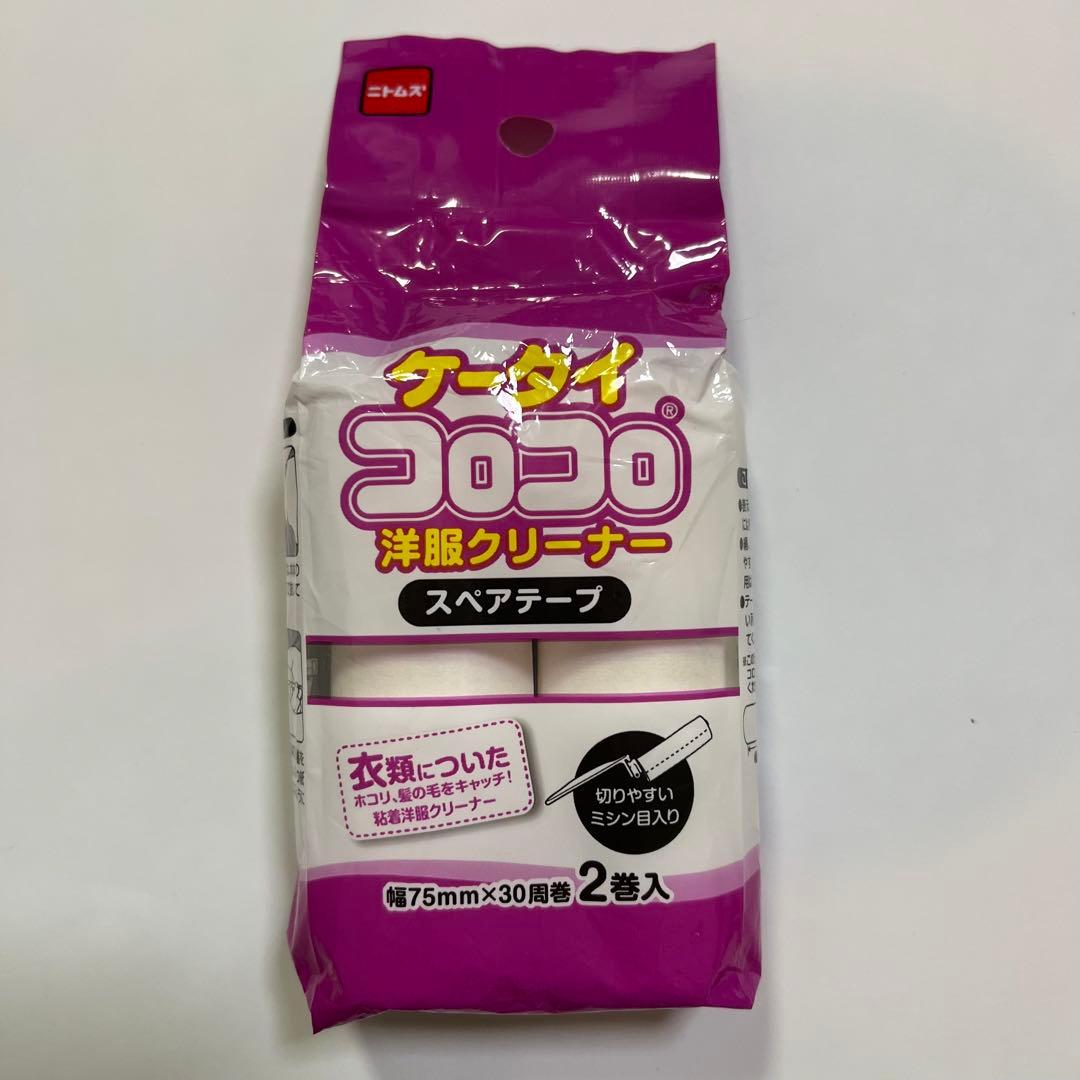 ニトムズ
ケータイ
コロコロ®
洋服クリーナー
スペアテープ
衣類についた
ホコリ、髪の毛をキャッチ!
粘着洋服クリーナー
切りやすい
ミシン目入り
幅75mm×30周巻 2巻入